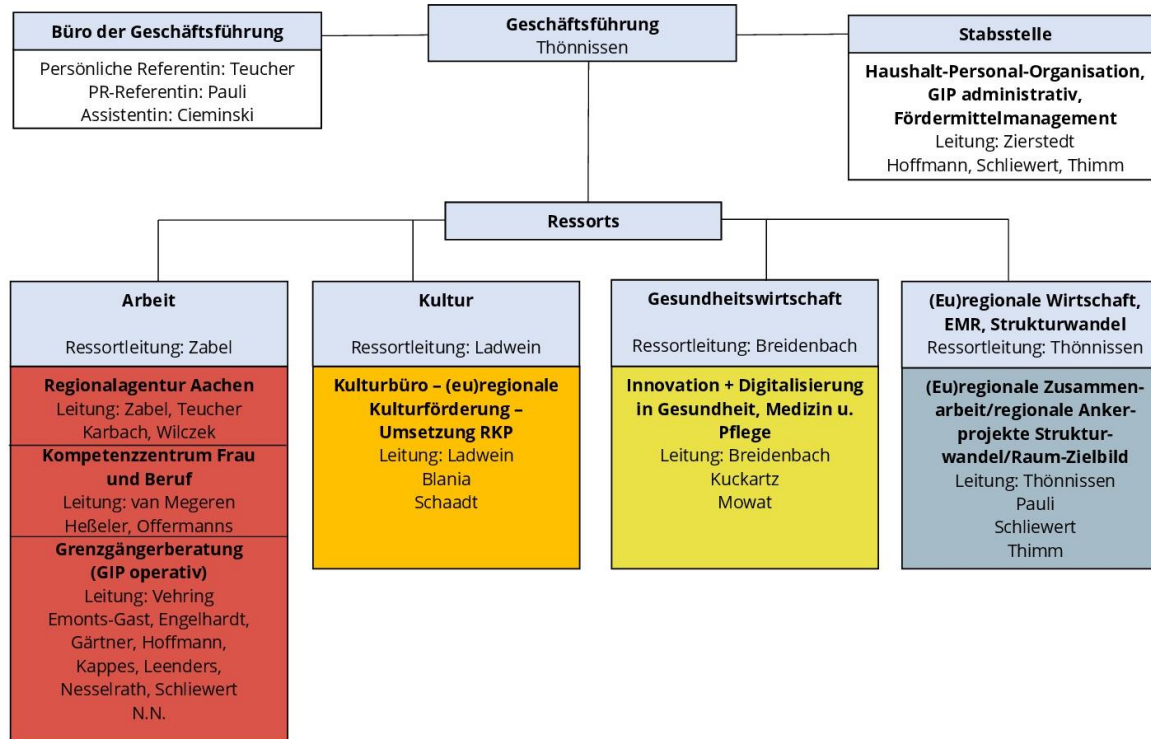 Büro der Geschäftsführung
Persönliche Referentin: Teucher
PR-Referentin: Pauli
Assistentin: Cieminski
Geschäftsführung
Thönnissen
Stabsstelle
Haushalt-Personal-Organisation,
GIP administrativ,
Fördermittelmanagement
Leitung: Zierstedt
Hoffmann, Schliewert, Thimm
Ressorts
Arbeit
Ressortleitung: Zabel
Regionalagentur Aachen
Leitung: Zabel, Teucher
Karbach, Wilczek
Kompetenzzentrum Frau
und Beruf
Leitung: van Megeren
Heßeler, Offermanns
Grenzgängerberatung
(GIP operativ)
Leitung: Vehring
Emonts-Gast, Engelhardt,
Gärtner, Hoffmann,
Kappes, Leenders,
Nesselrath, Schliewert
N.N.
Kultur
Ressortleitung: Ladwein
Kulturbüro – (eu)regionale
Kulturförderung –
Umsetzung RKP
Leitung: Ladwein
Blania
Schaadt
Gesundheitswirtschaft
Ressortleitung: Breidenbach
Innovation + Digitalisierung
in Gesundheit, Medizin u.
Pflege
Leitung: Breidenbach
Kuckartz
Mowat
(Eu)regionale Wirtschaft,
EMR, Strukturwandel
Ressortleitung: Thönnissen
(Eu)regionale Zusammen-
arbeit/regionale Anker-
projekte Struktur-
wandel/Raum-Zielbild
Leitung: Thönnissen
Pauli
Schliewert
Thimm